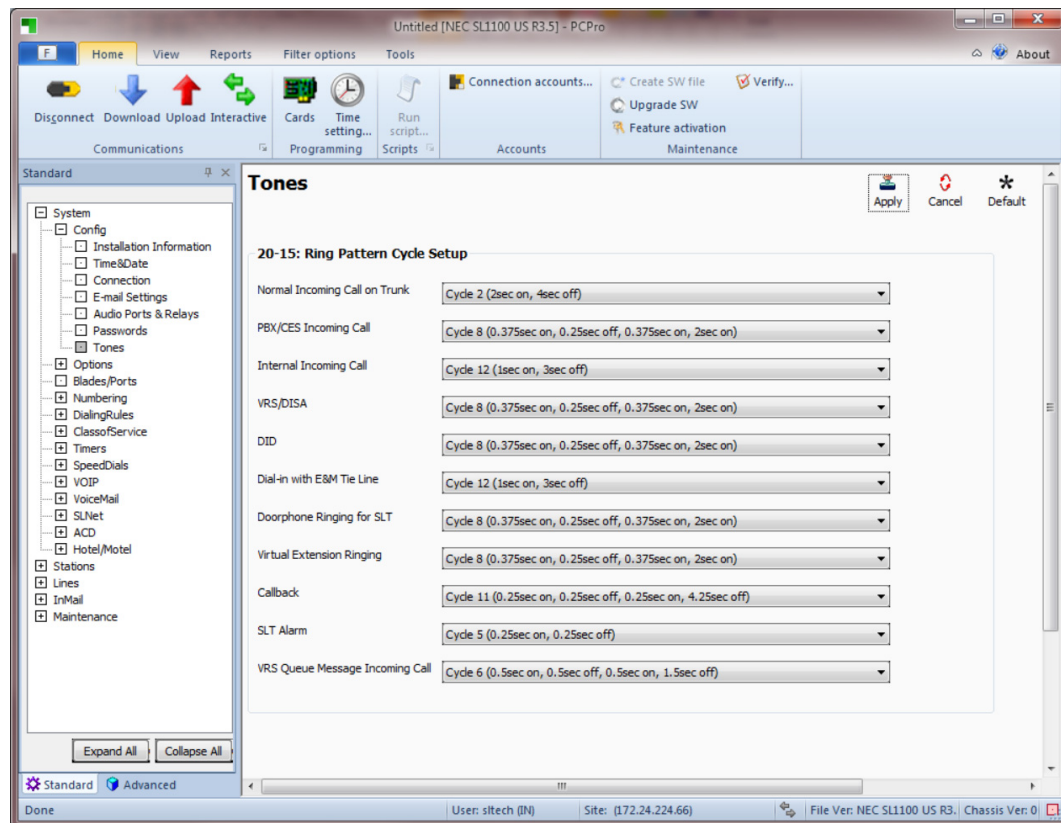 Untitled [NEC SL1100 US R3.5] - PCPro
F Home View Reports Filter options Tools About
Disconnect Download Upload Interactive
Cards Time setting...
Run script...
Connection accounts...
Create SW file
Upgrade SW
Feature activation
Verify...
Communications Programming Scripts Accounts Maintenance
Standard
System
Config
Installation Information
Time&Date
Connection
E-mail Settings
Audio Ports & Relays
Passwords
Tones
Options
Blades/Ports
Numbering
DialingRules
ClassofService
Timers
SpeedDials
VOIP
VoiceMail
SLNet
ACD
Hotel/Motel
Stations
Lines
InMail
Maintenance
Expand All Collapse All
Standard Advanced
Tones
Apply Cancel Default
20-15: Ring Pattern Cycle Setup
Normal Incoming Call on Trunk Cycle 2 (2sec on, 4sec off)
PBX/CES Incoming Call Cycle 8 (0.375sec on, 0.25sec off, 0.375sec on, 2sec on)
Internal Incoming Call Cycle 12 (1sec on, 3sec off)
VRS/DISA Cycle 8 (0.375sec on, 0.25sec off, 0.375sec on, 2sec on)
DID Cycle 8 (0.375sec on, 0.25sec off, 0.375sec on, 2sec on)
Dial-in with E&M Tie Line Cycle 12 (1sec on, 3sec off)
Doorphone Ringing for SLT Cycle 8 (0.375sec on, 0.25sec off, 0.375sec on, 2sec on)
Virtual Extension Ringing Cycle 8 (0.375sec on, 0.25sec off, 0.375sec on, 2sec on)
Callback Cycle 11 (0.25sec on, 0.25sec off, 0.25sec on, 4.25sec off)
SLT Alarm Cycle 5 (0.25sec on, 0.25sec off)
VRS Queue Message Incoming Call Cycle 6 (0.5sec on, 0.5sec off, 0.5sec on, 1.5sec off)
Done User: sltech (IN) Site: (172.24.224.66) File Ver: NEC SL1100 US R3. Chassis Ver: 0